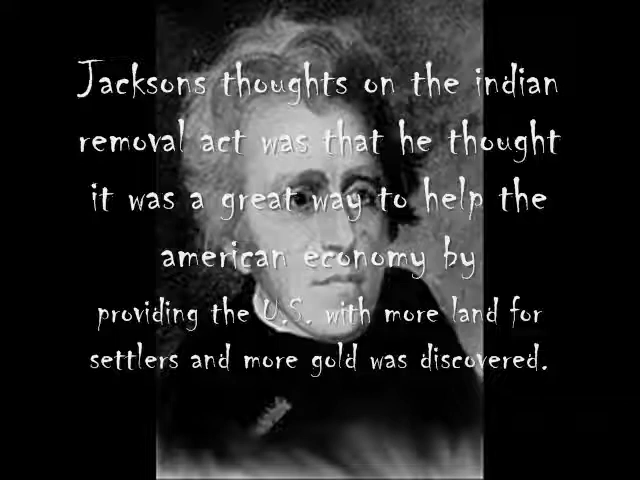 Jacksons thoughts on the indian
removal act was that he thought
it was a great way to help the
american economy by
providing the U.S. with more land for
settlers and more gold was discovered.